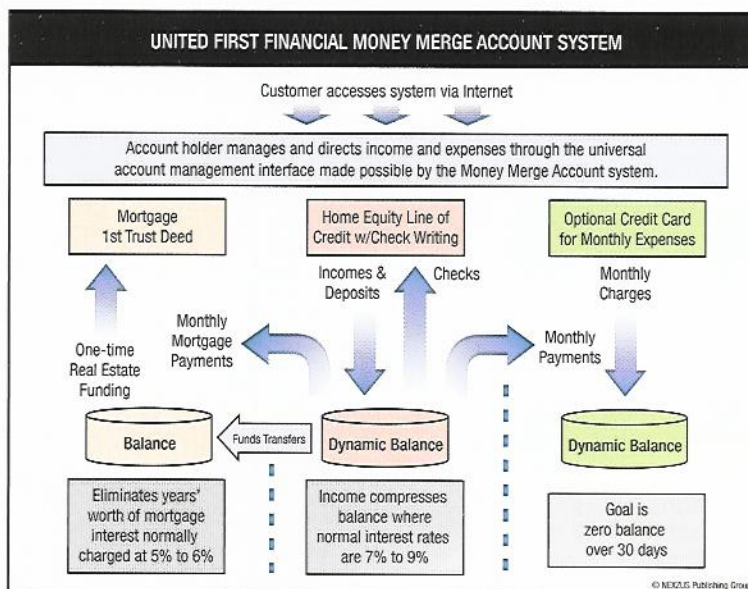 UNITED FIRST FINANCIAL MONEY MERGE ACCOUNT SYSTEM
Customer accesses system via Internet
Account holder manages and directs income and expenses through the universal
account management interface made possible by the Money Merge Account system.
Mortgage
1st Trust Deed
Home Equity Line of
Credit w/Check Writing
Optional Credit Card
for Monthly Expenses
Incomes &
Deposits
Checks
Monthly
Charges
Monthly
Mortgage
Payments
Monthly
Payments
One-time
Real Estate
Funding
Balance
Funds Transfers
Dynamic Balance
Dynamic Balance
Eliminates years'
worth of mortgage
interest normally
charged at 5% to 6%
Income compresses
balance where
normal interest rates
are 7% to 9%
Goal is
zero balance
over 30 days
© NEXZUS Publishing Group